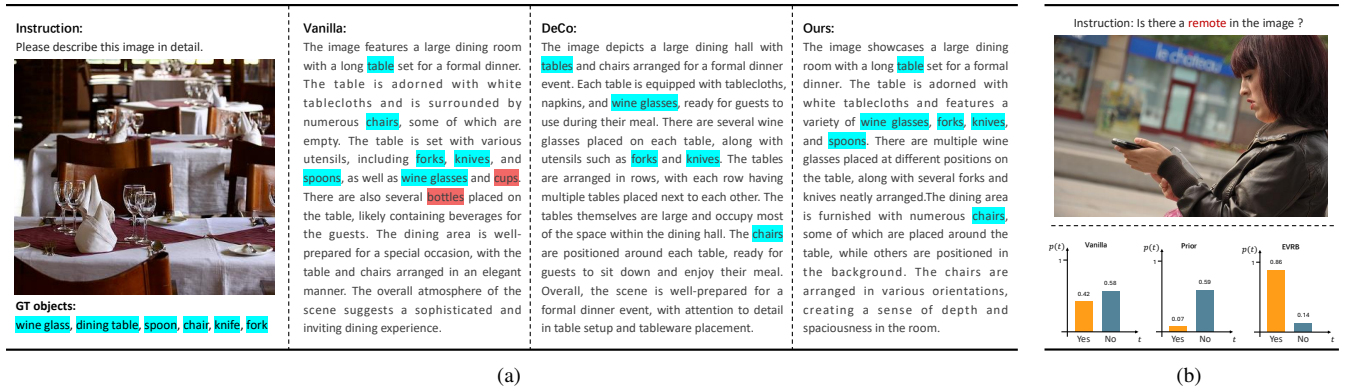 Instruction:
Please describe this image in detail.
GT objects:
wine glass, dining table, spoon, chair, knife, fork
Vanilla:
The image features a large dining room
with a long table set for a formal dinner.
The table is adorned with white
tablecloths and is surrounded by
numerous chairs, some of which are
empty. The table is set with various
utensils, including forks, knives, and
spoons, as well as wine glasses and cups.
There are also several bottles placed on
the table, likely containing beverages for
the guests. The dining area is well-
prepared for a special occasion, with the
table and chairs arranged in an elegant
manner. The overall atmosphere of the
scene suggests a sophisticated and
inviting dining experience.
DeCo:
The image depicts a large dining hall with
tables and chairs arranged for a formal dinner
event. Each table is equipped with tablecloths,
napkins, and wine glasses, ready for guests to
use during their meal. There are several wine
glasses placed on each table, along with
utensils such as forks and knives. The tables
are arranged in rows, with each row having
multiple tables placed next to each other. The
tables themselves are large and occupy most
of the space within the dining hall. The chairs
are positioned around each table, ready for
guests to sit down and enjoy their meal.
Overall, the scene is well-prepared for a
formal dinner event, with attention to detail
in table setup and tableware placement.
Ours:
The image showcases a large dining
room with a long table set for a formal
dinner. The table is adorned with
white tablecloths and features a
variety of wine glasses, forks, knives,
and spoons. There are multiple wine
glasses placed at different positions on
the table, along with several forks and
knives neatly arranged.The dining area
is furnished with numerous chairs,
some of which are placed around the
table, while others are positioned in
the background. The chairs are
arranged in various orientations,
creating a sense of depth and
spaciousness in the room.
(a)
Instruction: Is there a remote in the image ?
le château
p(t) Vanilla
1
0.42 0.58
Yes No t
p(t) Prior
1
0.07 0.59
Yes No t
p(t) EVRB
1
0.86 0.14
Yes No t
(b)